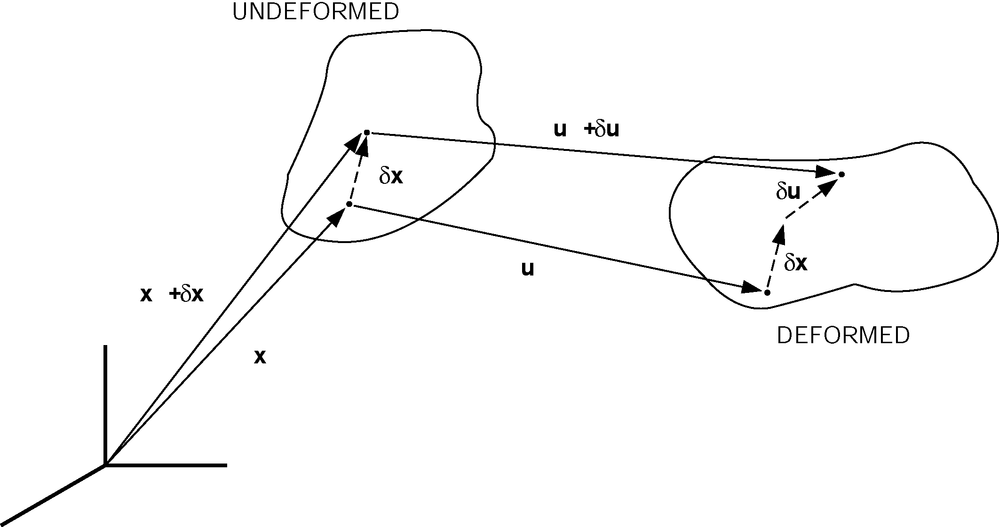 UNDEFORMED
u +δu
δx
δu
δx
u
x +δx
DEFORMED
x